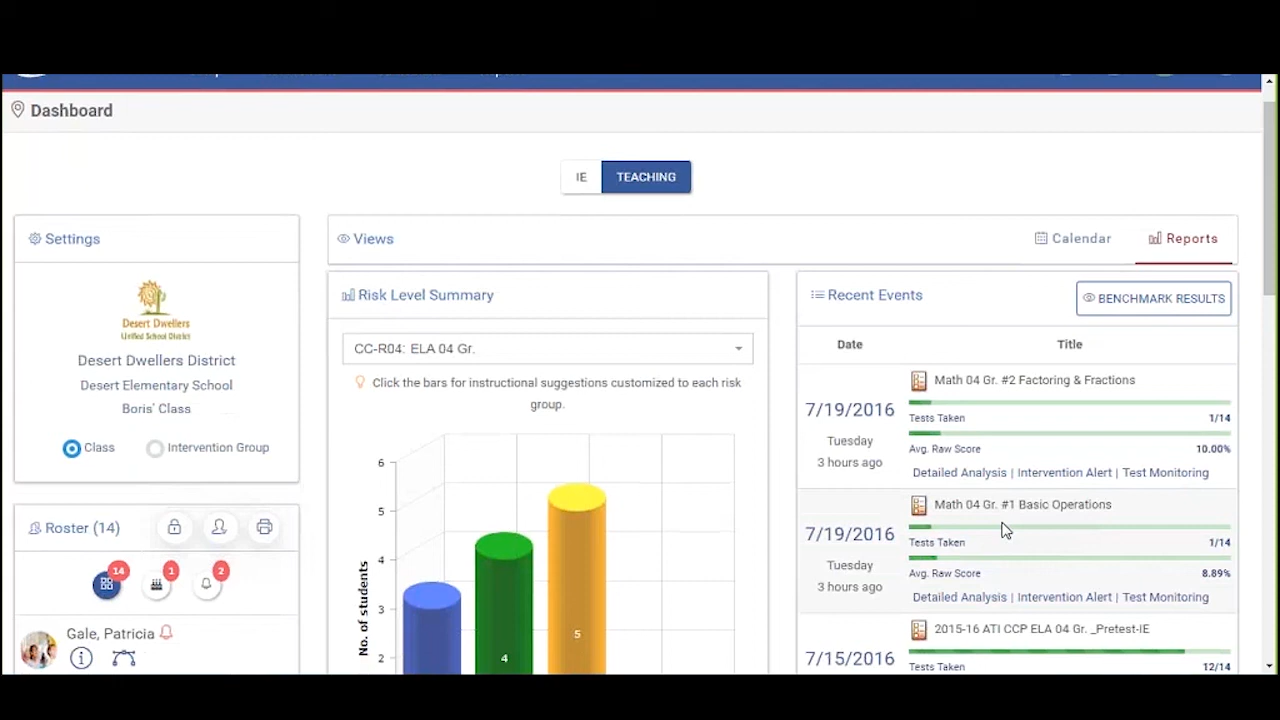 Dashboard
IE
TEACHING
Settings
Desert Dwellers
Unified School District
Desert Dwellers District
Desert Elementary School
Boris' Class
Class
Intervention Group
Roster (14)
14
1
2
Gale, Patricia
Views
Calendar
Reports
Risk Level Summary
CC-R04: ELA 04 Gr.
Click the bars for instructional suggestions customized to each risk
group.
No. of students
6
5
4
3
2
4
5
Recent Events
BENCHMARK RESULTS
Date
Title
7/19/2016
Tuesday
3 hours ago
Math 04 Gr. #2 Factoring & Fractions
Tests Taken
1/14
Avg. Raw Score
10.00%
Detailed Analysis | Intervention Alert | Test Monitoring
7/19/2016
Tuesday
3 hours ago
Math 04 Gr. #1 Basic Operations
Tests Taken
1/14
Avg. Raw Score
8.89%
Detailed Analysis | Intervention Alert | Test Monitoring
7/15/2016
2015-16 ATI CCP ELA 04 Gr. _Pretest-IE
Tests Taken
12/14